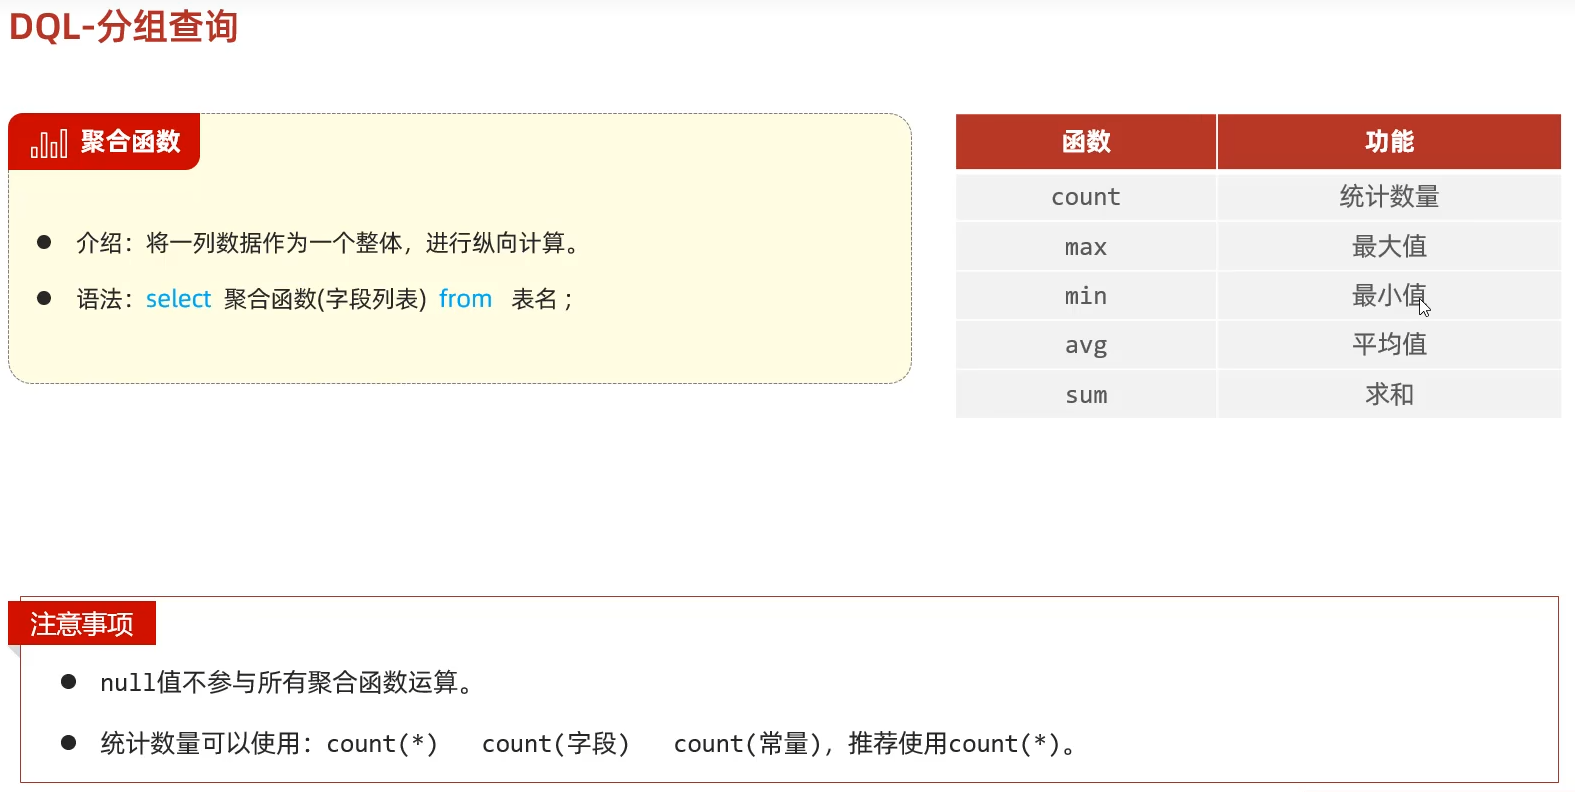 DQL-分组查询
聚合函数
介绍：将一列数据作为一个整体，进行纵向计算。
语法：select 聚合函数(字段列表) from 表名 ;
函数 功能
count 统计数量
max 最大值
min 最小值
avg 平均值
sum 求和
注意事项
null值不参与所有聚合函数运算。
统计数量可以使用：count(*) count(字段) count(常量)，推荐使用count(*)。